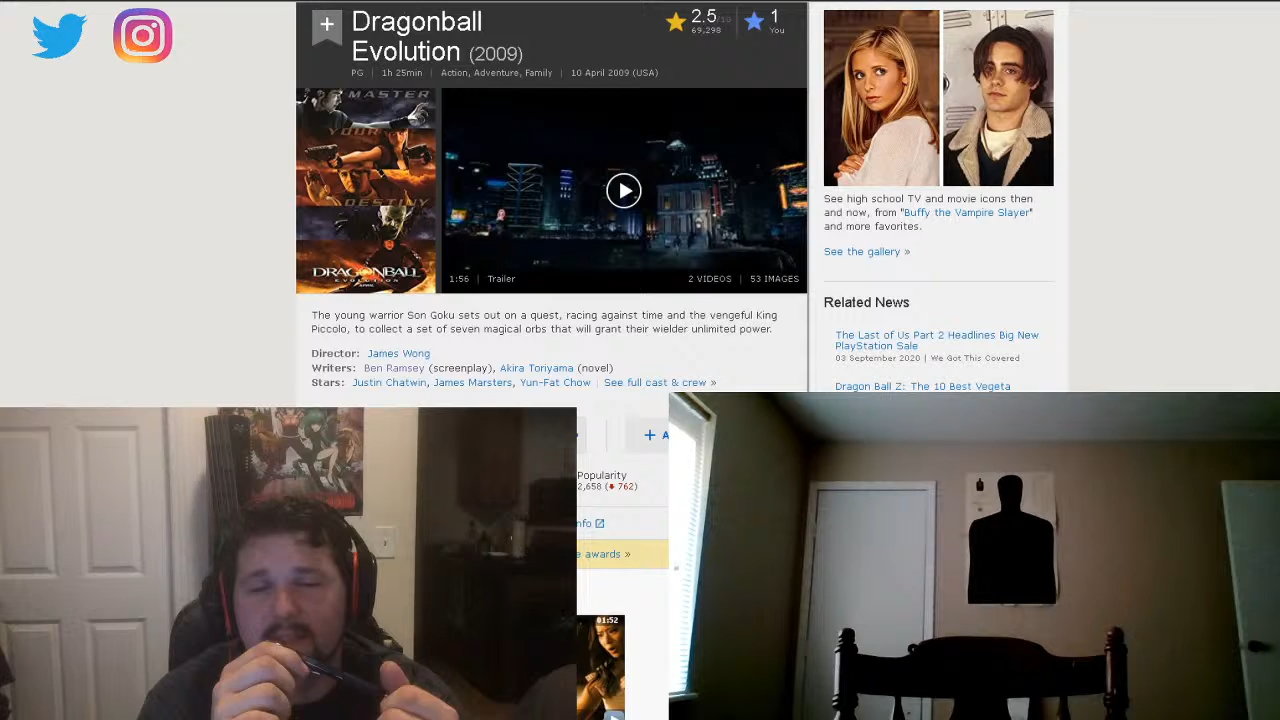 Dragonball
Evolution (2009)
2.5/10
69,298
1
You
PG | 1h 25min | Action, Adventure, Family | 10 April 2009 (USA)
MASTER
YOUR
DESTINY
DRAGONBALL
EVOLUTION
1:56 | Trailer
2 VIDEOS | 53 IMAGES
The young warrior Son Goku sets out on a quest, racing against time and the vengeful King
Piccolo, to collect a set of seven magical orbs that will grant their wielder unlimited power.
Director: James Wong
Writers: Ben Ramsey (screenplay), Akira Toriyama (novel)
Stars: Justin Chatwin, James Marsters, Yun-Fat Chow | See full cast & crew »
See high school TV and movie icons then
and now, from "Buffy the Vampire Slayer"
and more favorites.
See the gallery »
Related News
The Last of Us Part 2 Headlines Big New
PlayStation Sale
03 September 2020 | We Got This Covered
Dragon Ball Z: The 10 Best Vegeta
+ A
Popularity
2,658 (762)
nfo
e awards »
01:52